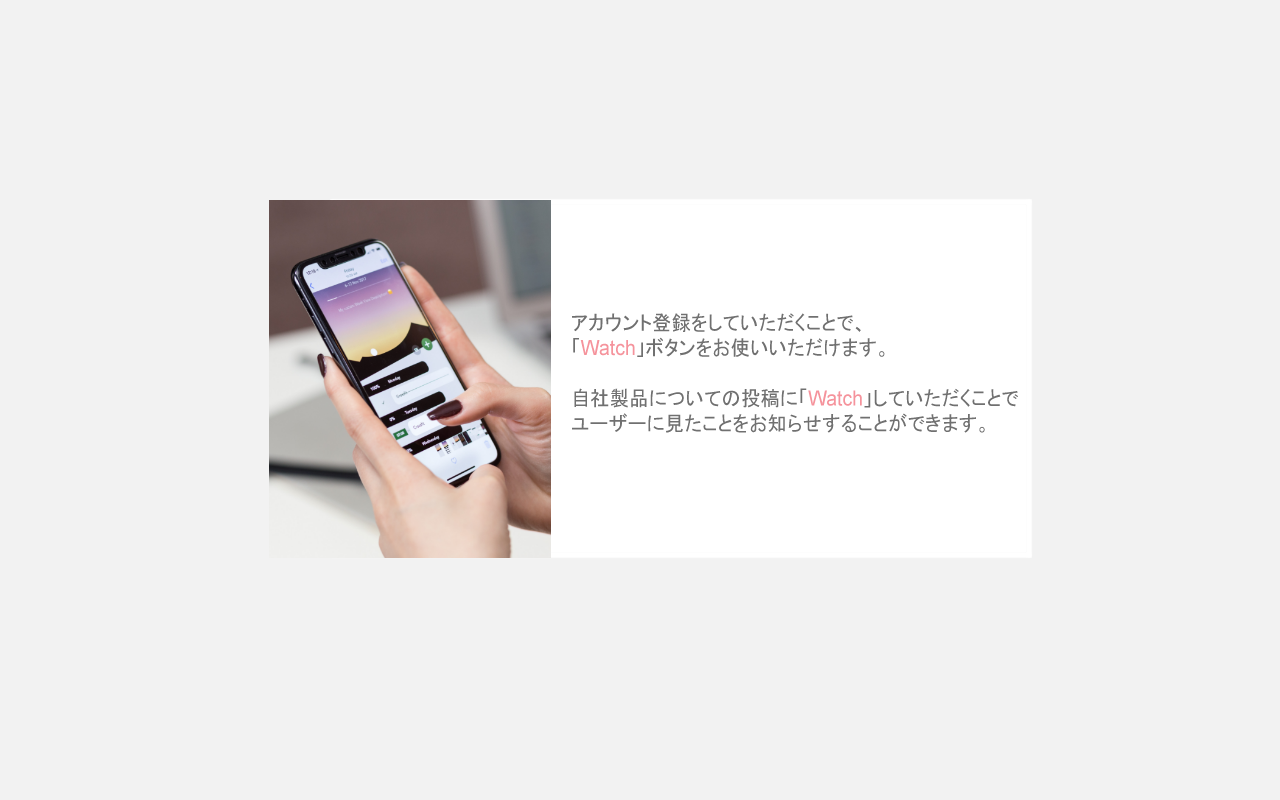 アカウント登録をしていただくことで、
「Watch」ボタンをお使いいただけます。
自社製品についての投稿に「Watch」していただくことで
ユーザーに見たことをお知らせすることができます。
100%
Monday
Tuesday
Wednesday